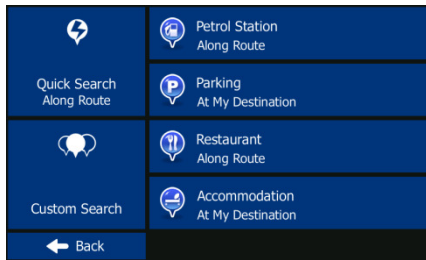 Quick Search
Along Route
Custom Search
Back
Petrol Station
Along Route
P
Parking
At My Destination
Restaurant
Along Route
Accommodation
At My Destination